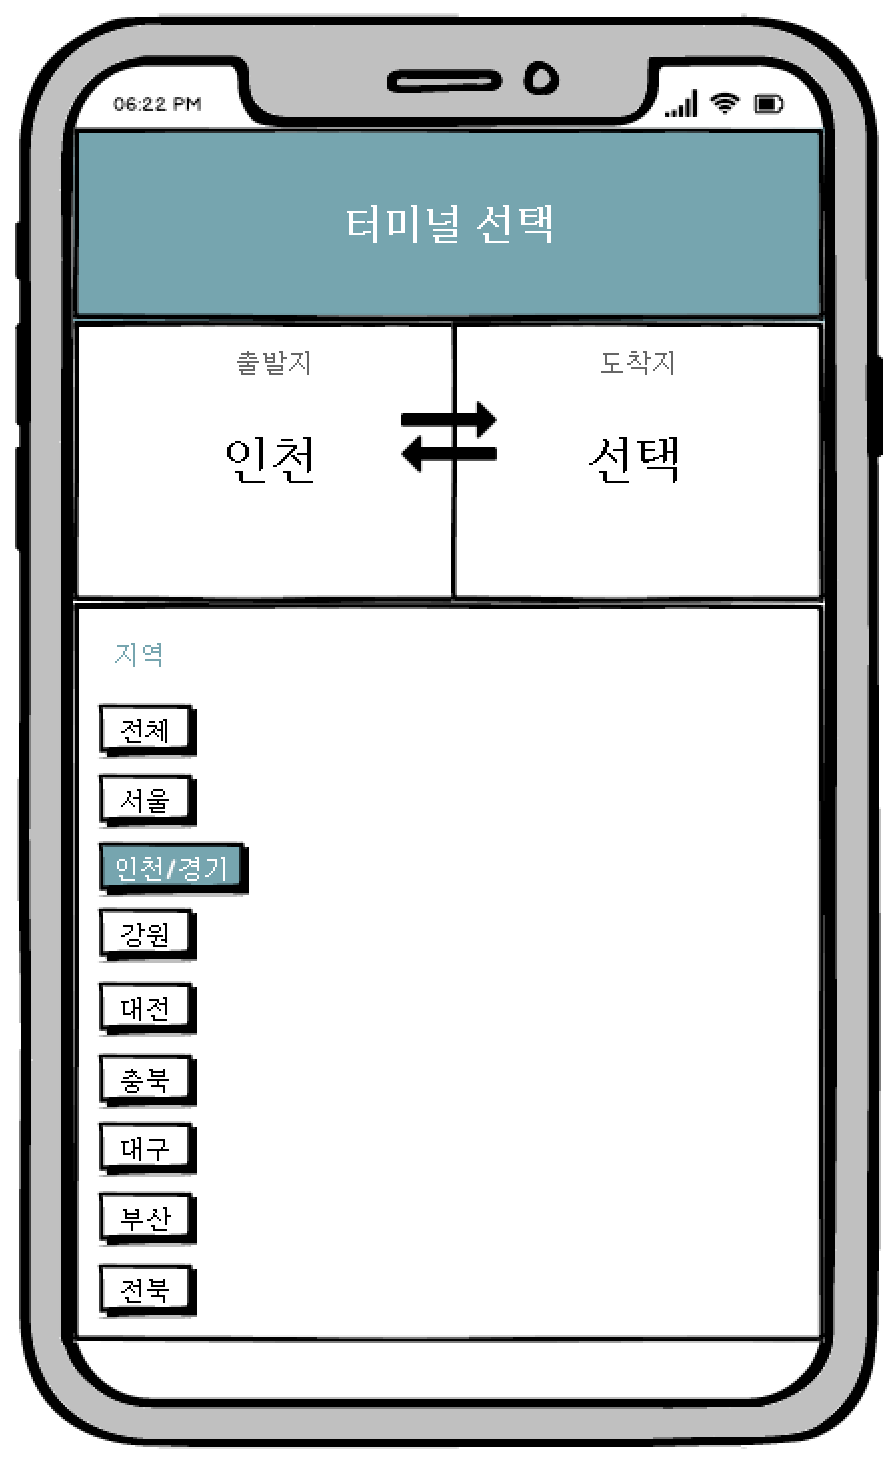 06:22 PM
터미널 선택
출발지
도착지
인천
선택
지역
전체
서울
인천/경기
강원
대전
충북
대구
부산
전북